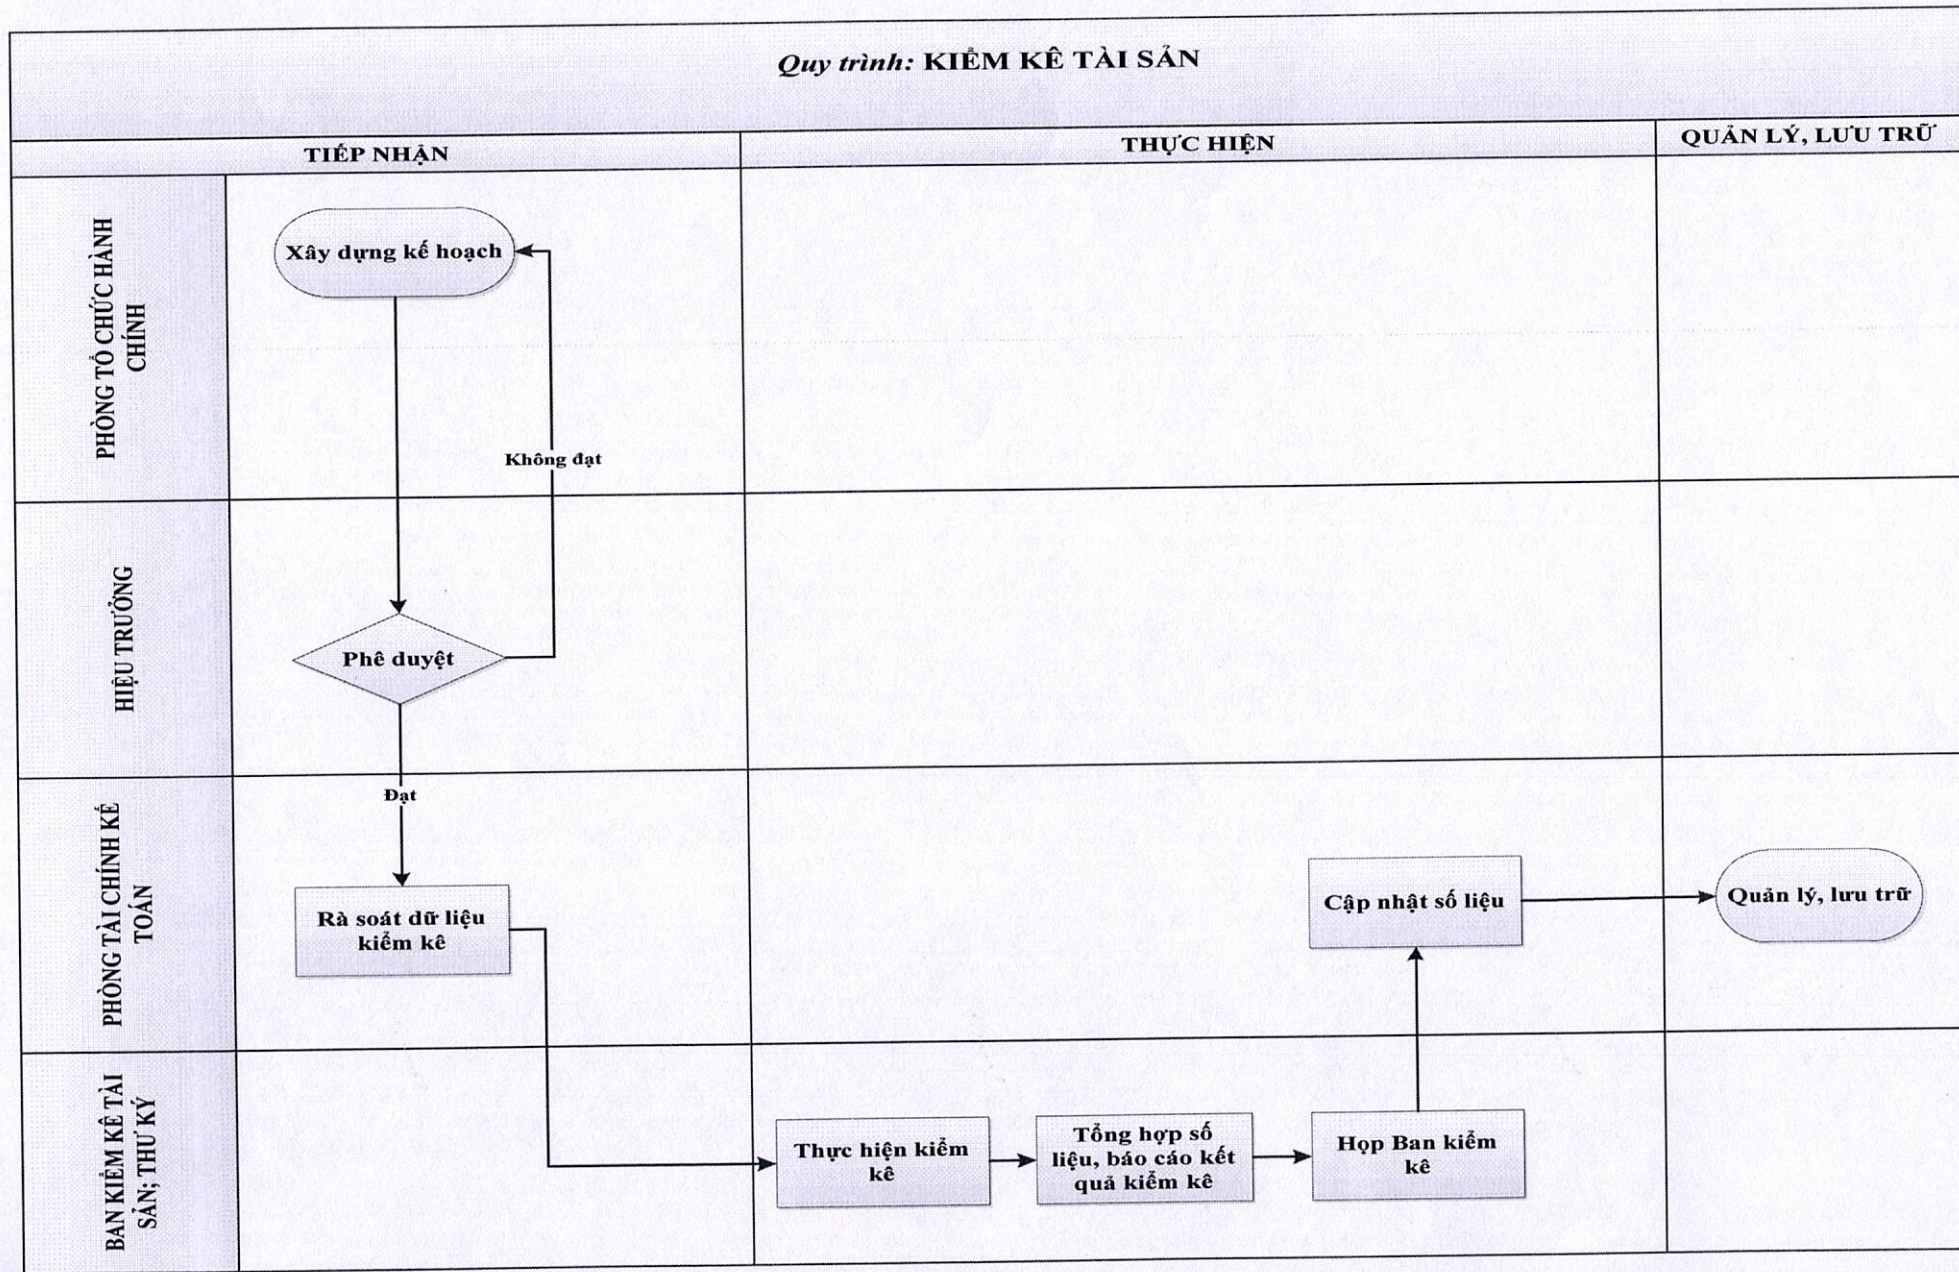 Quy trình: KIỂM KÊ TÀI SẢN
TIẾP NHẬN
THỰC HIỆN
QUẢN LÝ, LƯU TRỮ
PHÒNG TỔ CHỨC HÀNH
CHÍNH
Xây dựng kế hoạch
Không đạt
HIỆU TRƯỞNG
Phê duyệt
Đạt
PHÒNG TÀI CHÍNH KẾ
TOÁN
Rà soát dữ liệu
kiểm kê
Cập nhật số liệu
Quản lý, lưu trữ
BAN KIỂM KÊ TÀI
SẢN; THƯ KÝ
Thực hiện kiểm
kê
Tổng hợp số
liệu, báo cáo kết
quả kiểm kê
Họp Ban kiểm
kê